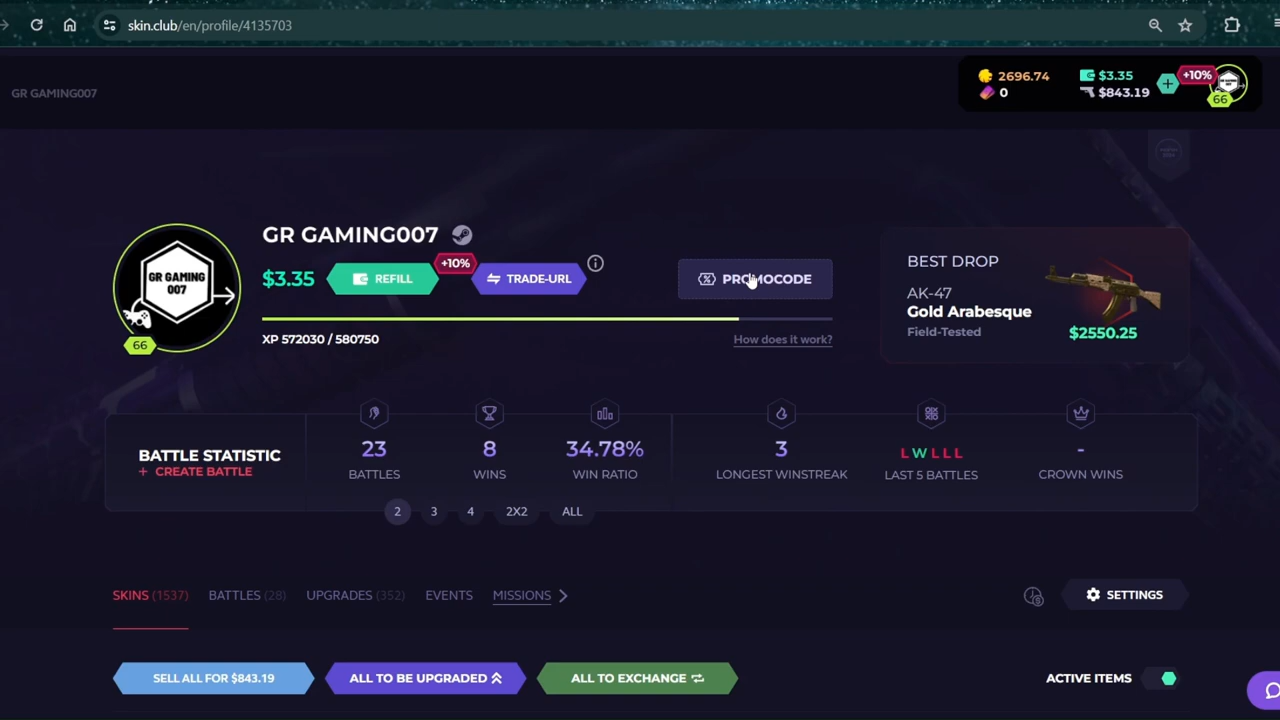 skin.club/en/profile/4135703
GR GAMING007
2696.74
$3.35
+10%
0
$843.19
66
GR GAMING
007
66
GR GAMING007
$3.35
REFILL
+10%
TRADE-URL
PROMOCODE
XP 572030 / 580750
How does it work?
BEST DROP
AK-47
Gold Arabesque
Field-Tested
$2550.25
BATTLE STATISTIC
+ CREATE BATTLE
23
BATTLES
8
WINS
34.78%
WIN RATIO
3
LONGEST WINSTREAK
L W L L L
LAST 5 BATTLES
-
CROWN WINS
2 3 4 2X2 ALL
SKINS (1537) BATTLES (28) UPGRADES (352) EVENTS MISSIONS
SETTINGS
SELL ALL FOR $843.19
ALL TO BE UPGRADED
ALL TO EXCHANGE
ACTIVE ITEMS